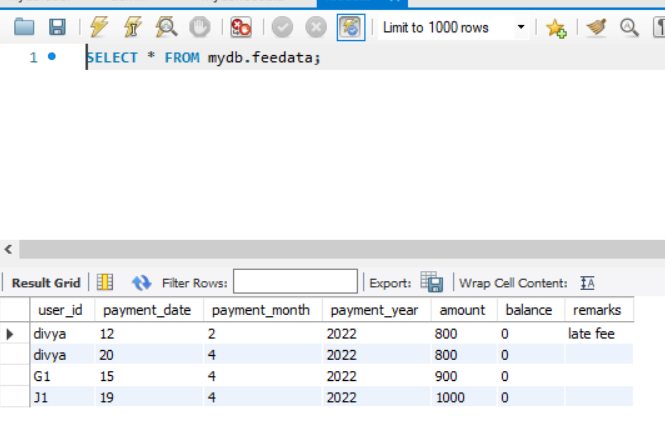 Limit to 1000 rows
1 SELECT * FROM mydb.feedata;
Result Grid Filter Rows: Export: Wrap Cell Content:
user_id payment_date payment_month payment_year amount balance remarks
divya 12 2 2022 800 0 late fee
divya 20 4 2022 800 0
G1 15 4 2022 900 0
J1 19 4 2022 1000 0